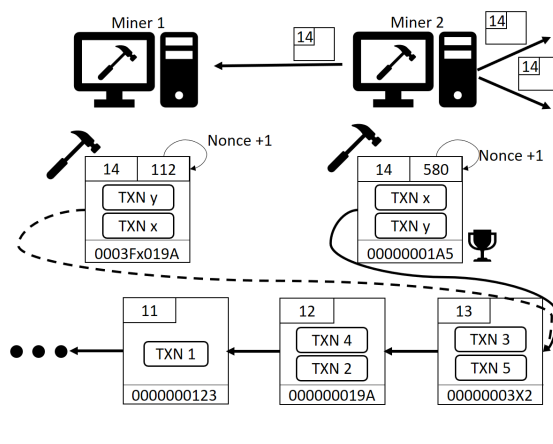 Miner 1
Miner 2
14
14
14
Nonce +1
Nonce +1
14 112
TXN y
TXN x
0003Fx019A
14 580
TXN x
TXN y
00000001A5
11
TXN 1
0000000123
12
TXN 4
TXN 2
000000019A
13
TXN 3
TXN 5
00000003X2